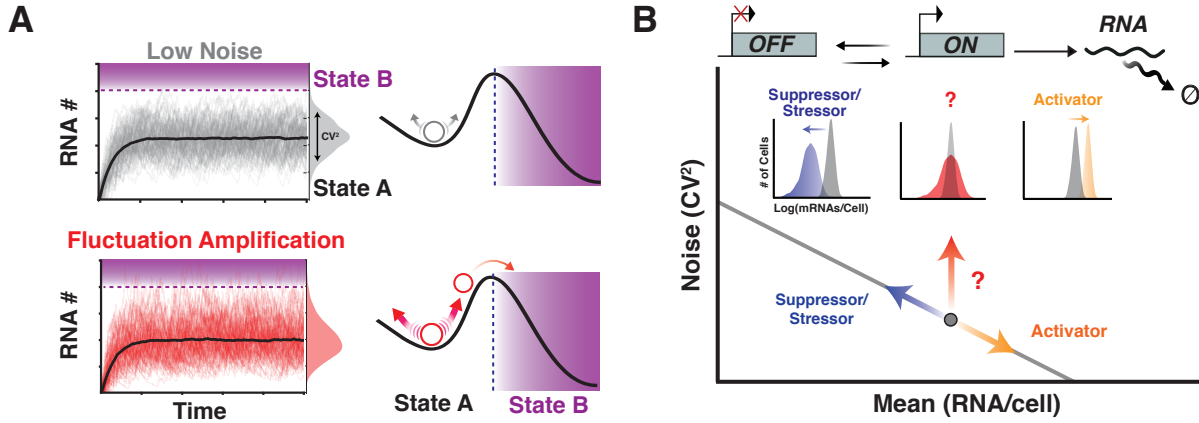 A
Low Noise
State B
RNA #
CV²
State A
Fluctuation Amplification
RNA #
Time
State A
State B
B
OFF
ON
RNA
Ø
Suppressor/
Stressor
?
Activator
# of Cells
Log(mRNAs/Cell)
Noise (CV²)
?
Suppressor/
Stressor
Activator
Mean (RNA/cell)